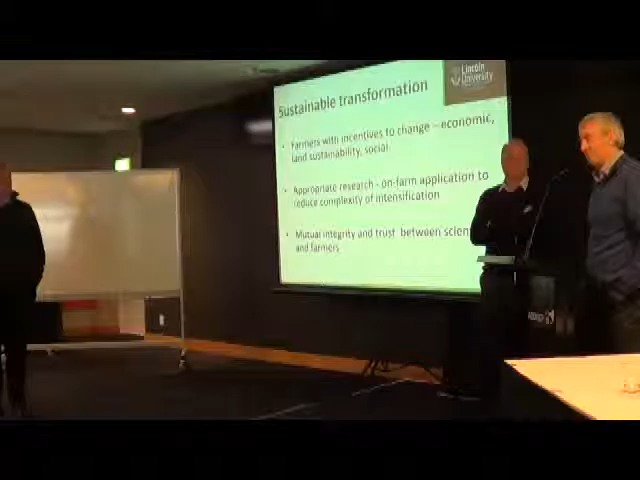 Lincoln
University
Sustainable transformation
• Farmers with incentives to change – economic,
land sustainability, social
• Appropriate research - on-farm application to
reduce complexity of intensification
• Mutual integrity and trust between scien
and farmers